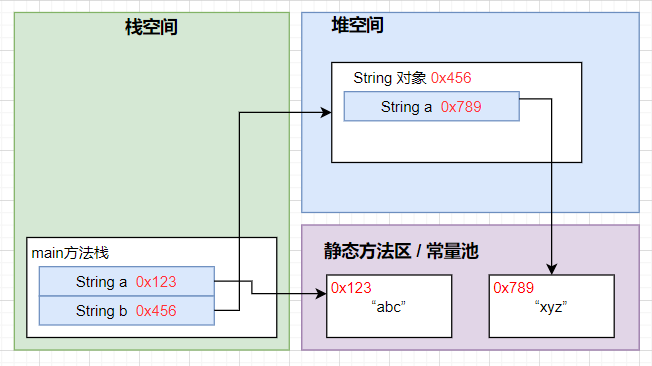 栈空间
main方法栈
String a 0x123
String b 0x456
堆空间
String 对象 0x456
String a 0x789
静态方法区 / 常量池
0x123
“abc”
0x789
“xyz”